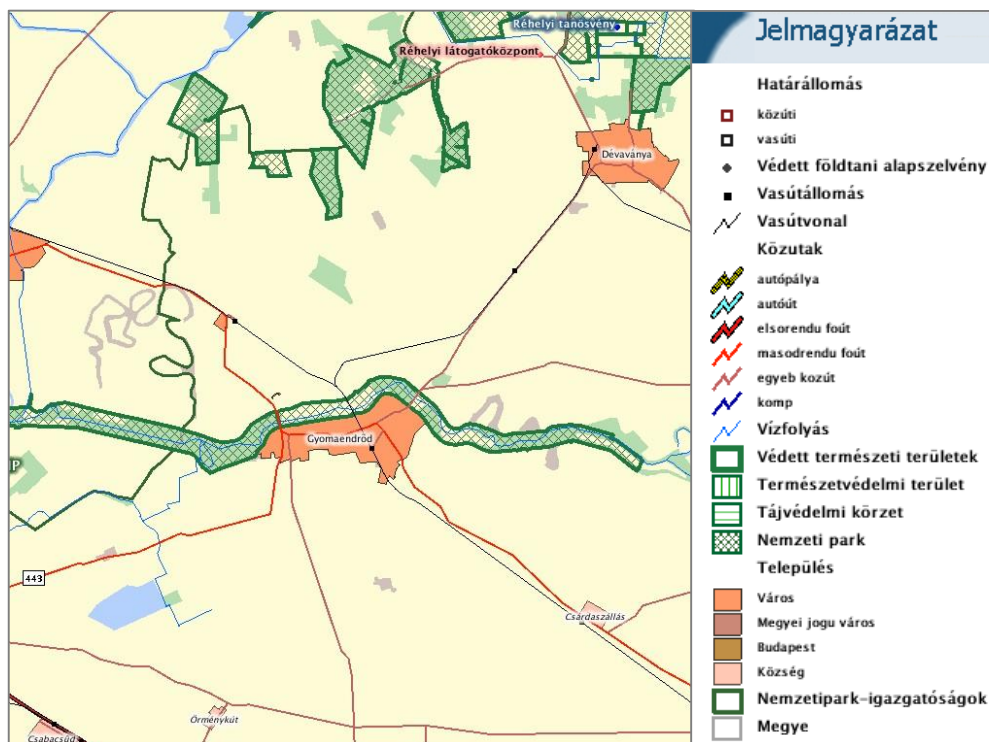 Réhelyi tanösvény
Réhelyi látogatóközpont
Dévaványa
Gyomaendrőd
P
443
Csárdaszállás
Örménykút
Csabacsűd
Jelmagyarázat
Határállomás
közúti
vasúti
Védett földtani alapszelvény
Vasútállomás
Vasútvonal
Közutak
autópálya
autóút
elsorendu foút
masodrendu foút
egyeb kozút
komp
Vízfolyás
Védett természeti területek
Természetvédelmi terület
Tájvédelmi körzet
Nemzeti park
Település
Város
Megyei jogu város
Budapest
Község
Nemzetipark-igazgatóságok
Megye